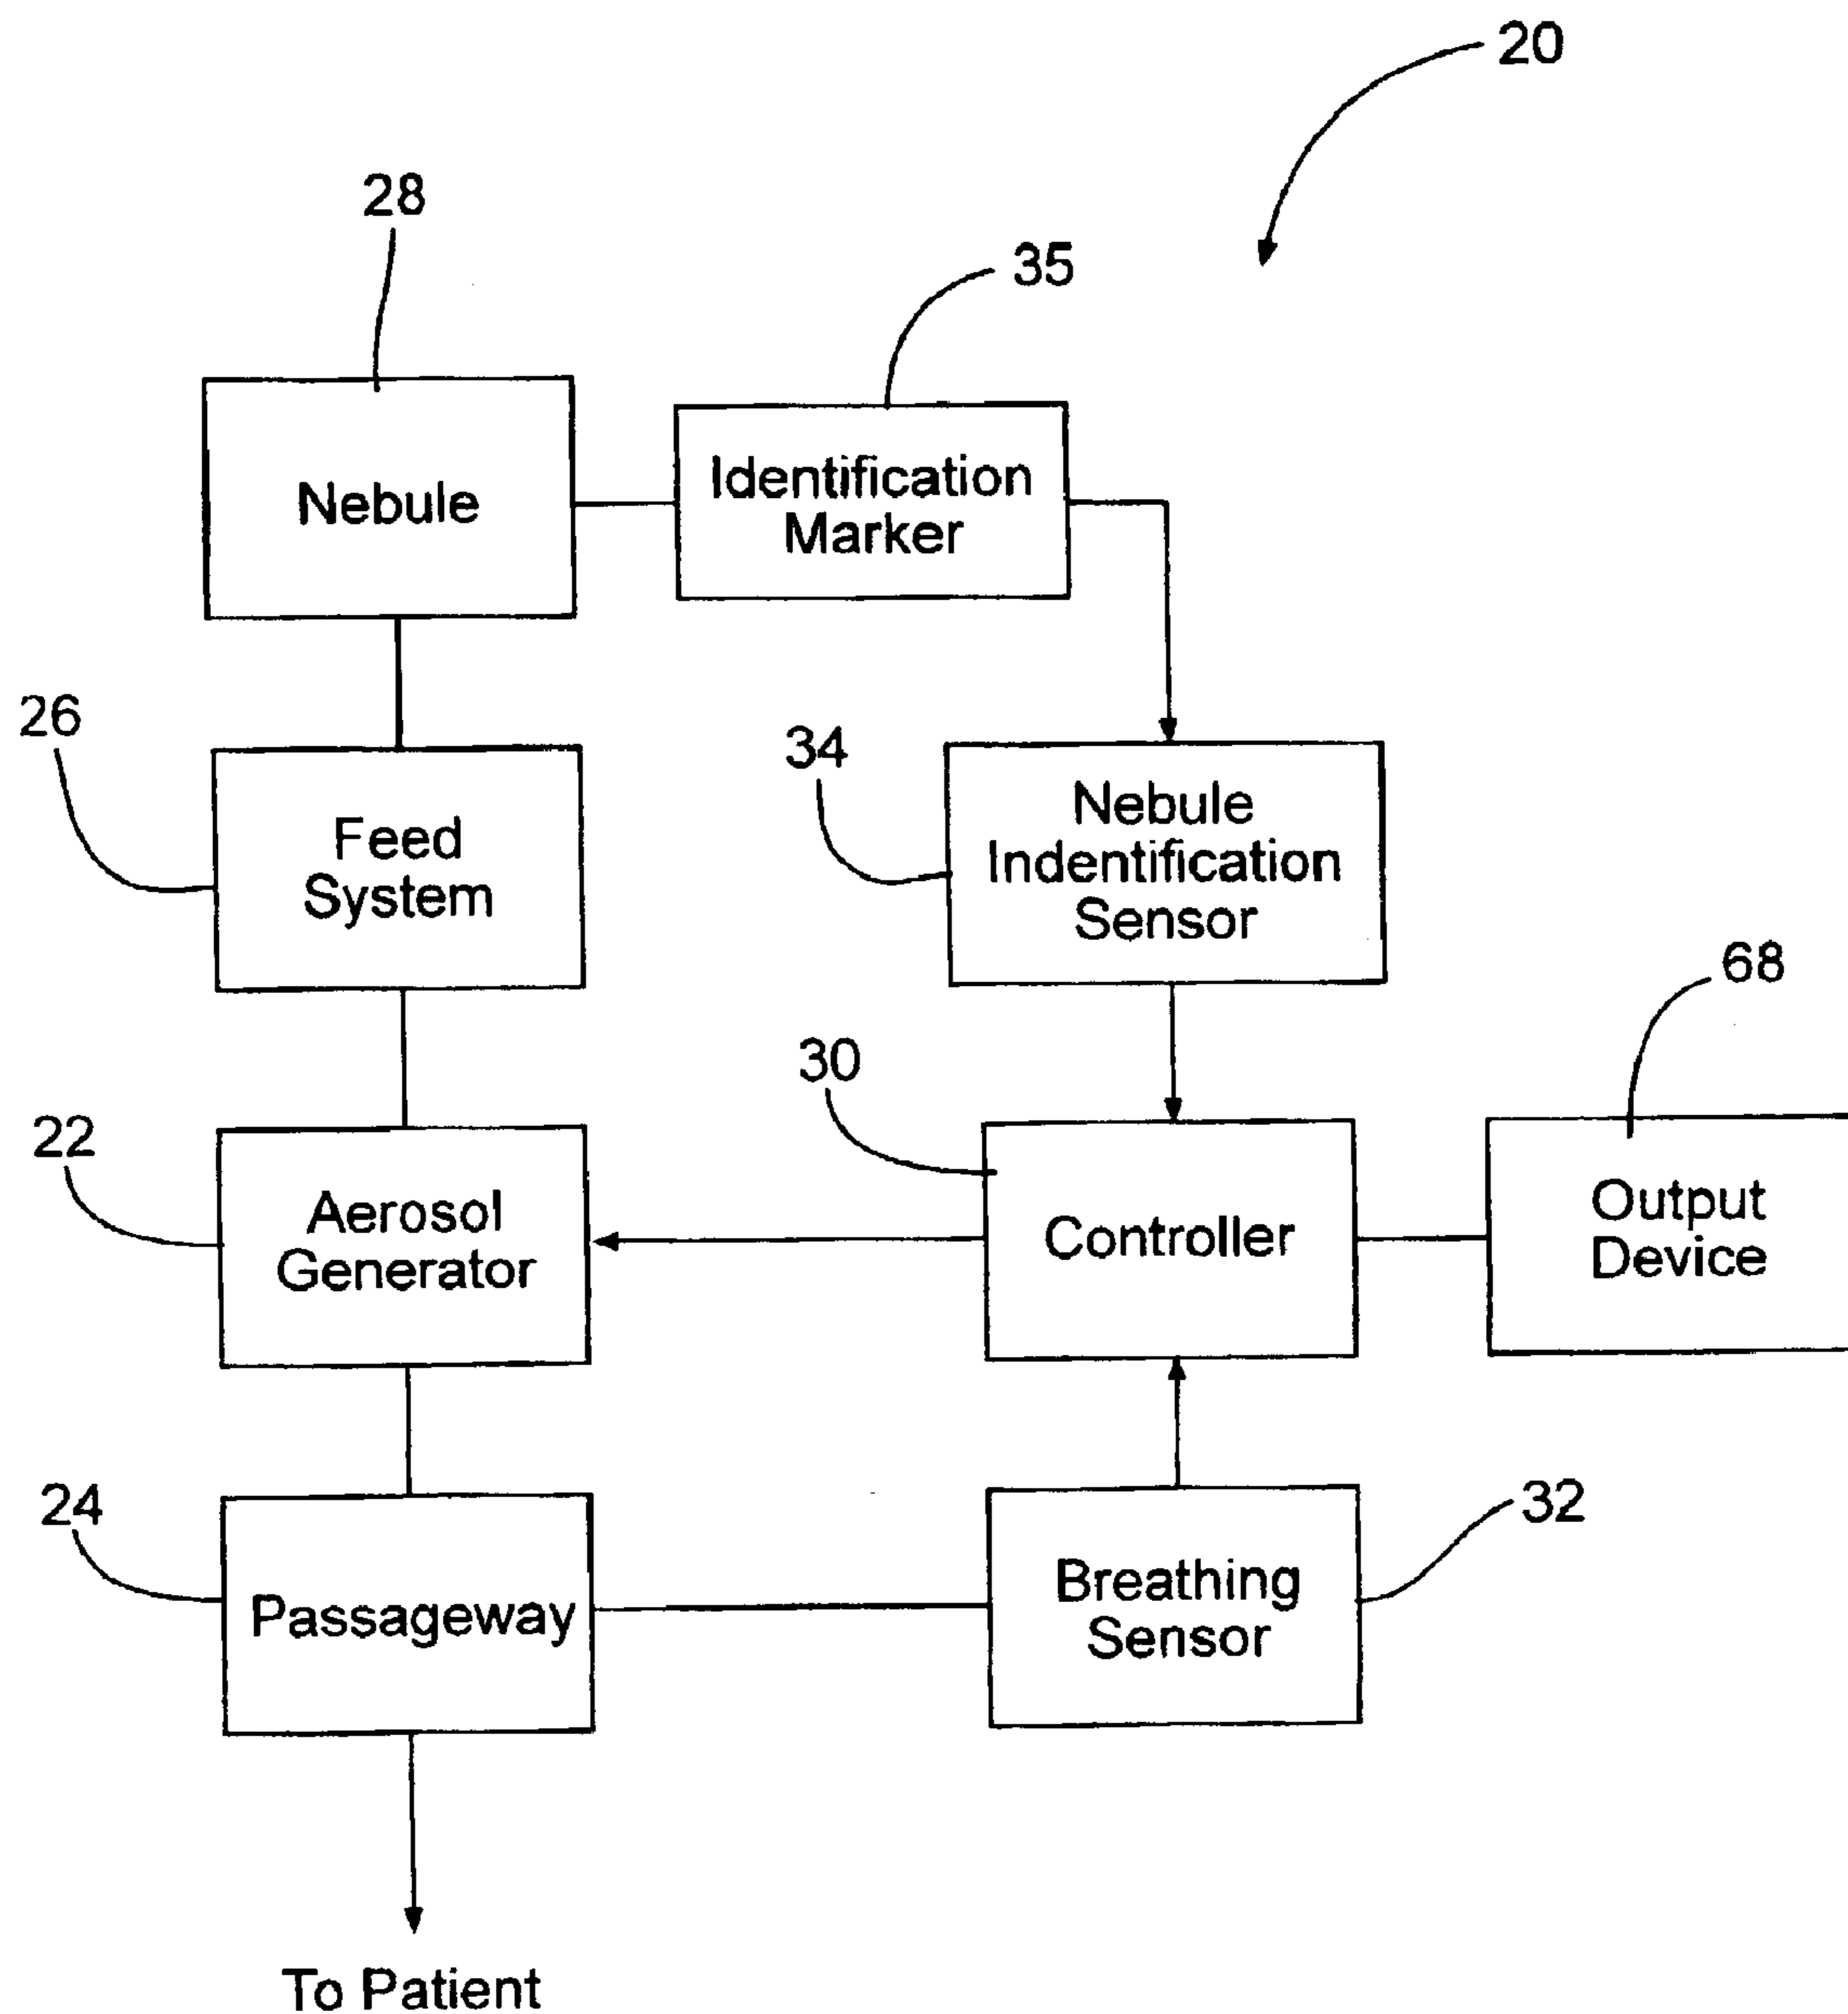 20
28
35
Nebule
Identification
Marker
26
34
Feed
System
Nebule
Indentification
Sensor
68
30
22
Aerosol
Generator
Controller
Output
Device
24
32
Passageway
Breathing
Sensor
To Patient